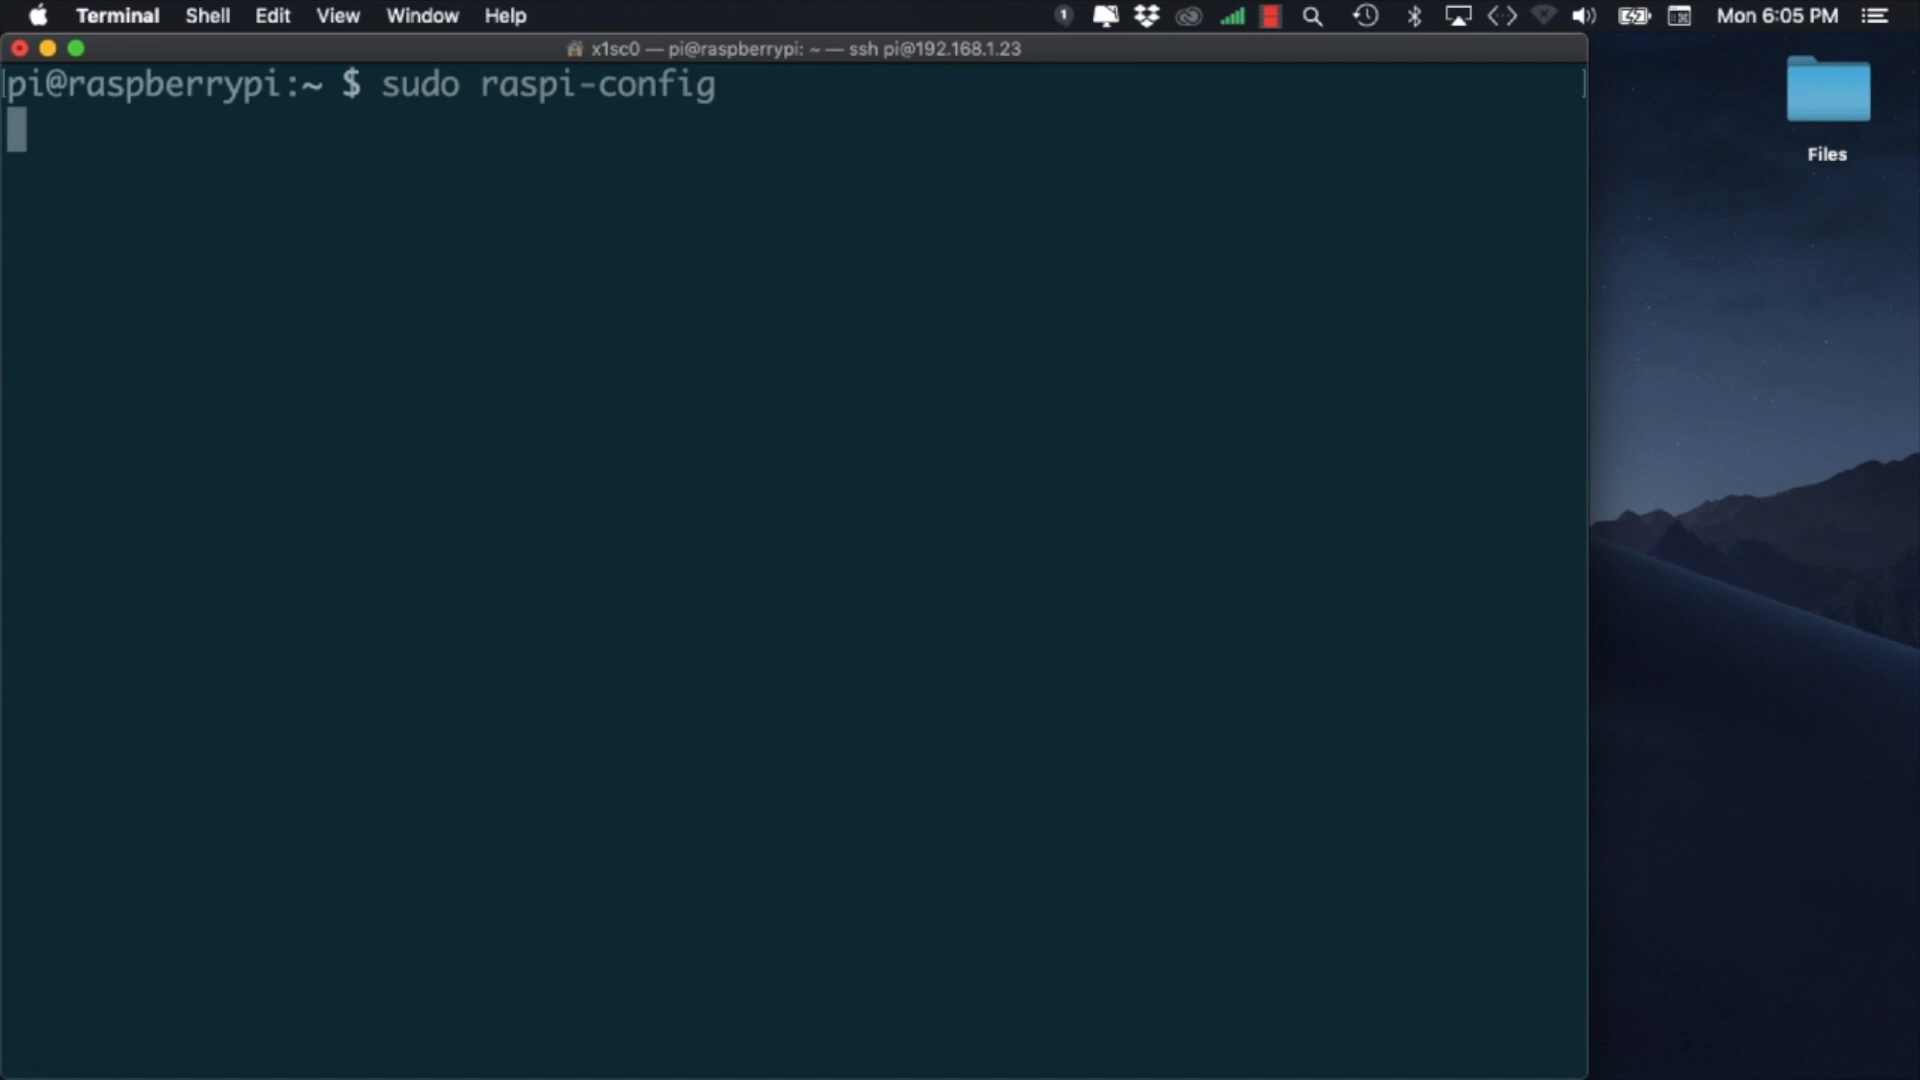 Terminal Shell Edit View Window Help 1 Mon 6:05 PM
x1sc0 — pi@raspberrypi: ~ — ssh pi@192.168.1.23
pi@raspberrypi:~ $ sudo raspi-config
Files